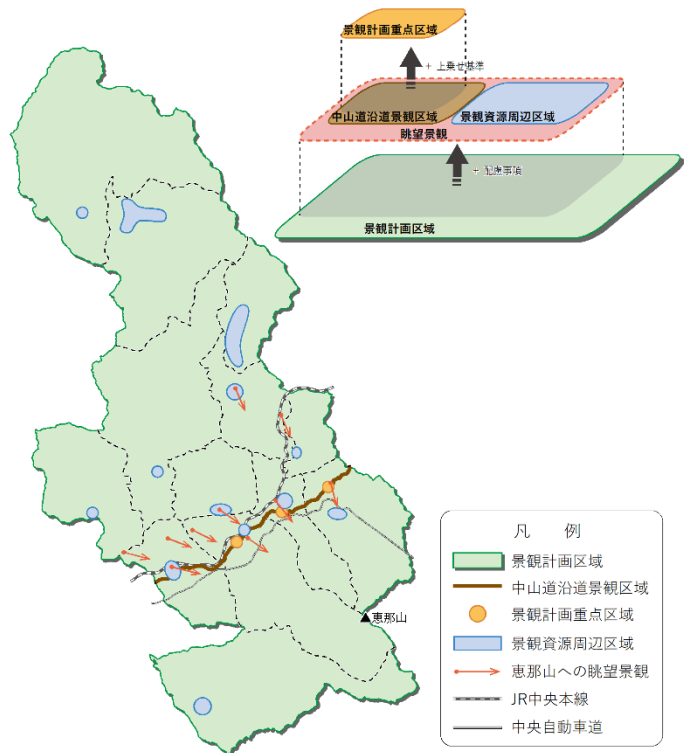 景観計画重点区域
+ 上乗せ基準
中山道沿道景観区域
景観資源周辺区域
眺望景観
+ 配慮事項
景観計画区域
恵那山
凡 例
景観計画区域
中山道沿道景観区域
景観計画重点区域
景観資源周辺区域
恵那山への眺望景観
JR中央本線
中央自動車道